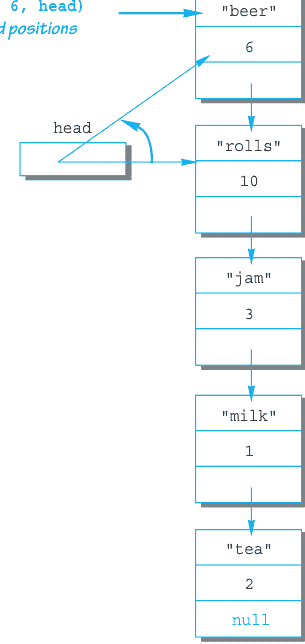 6, head)
"beer"
d positions
6
head
"rolls"
10
"jam"
3
"milk"
1
"tea"
2
null